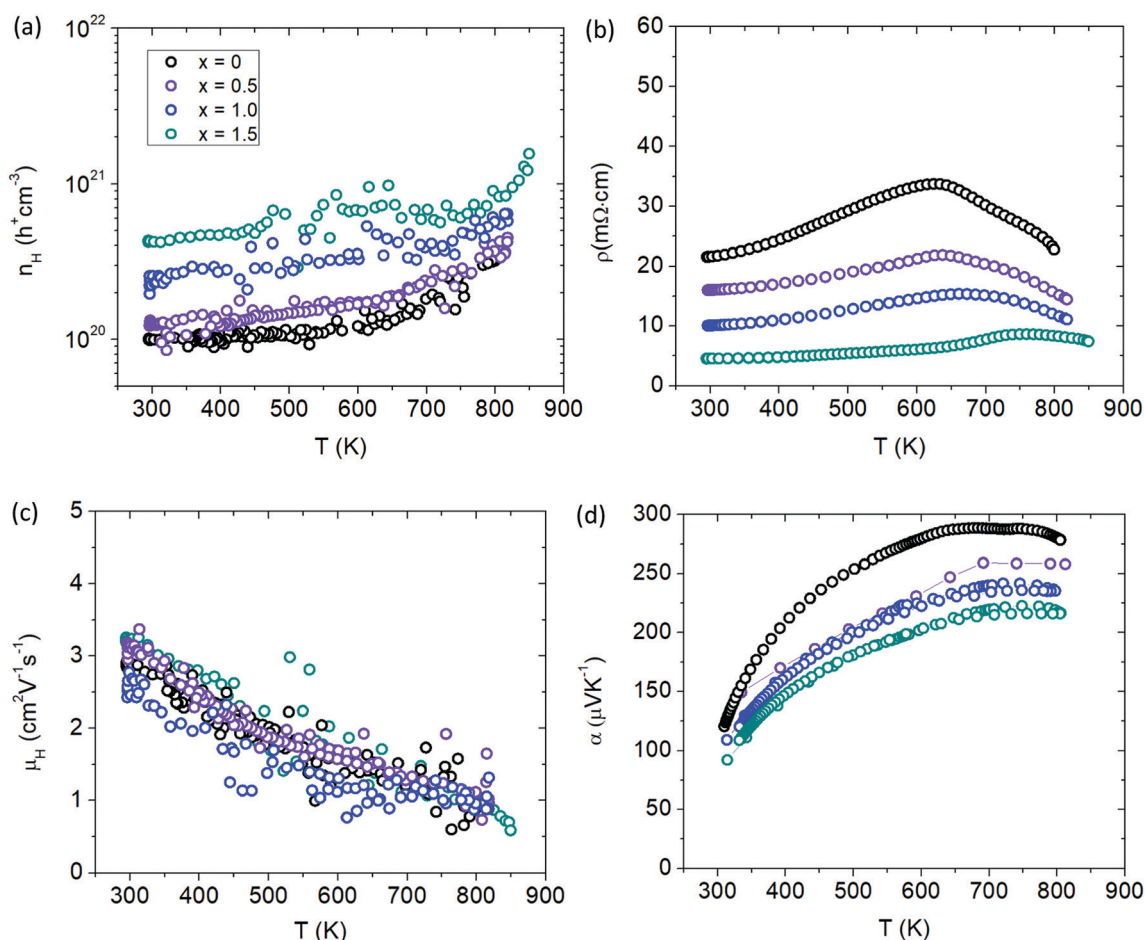 (a)
10²²
10²¹
10²⁰
n_H (h⁺cm⁻³)
x = 0
x = 0.5
x = 1.0
x = 1.5
300 400 500 600 700 800 900
T (K)
(b)
60
50
40
30
20
10
0
ρ(mΩ·cm)
300 400 500 600 700 800 900
T (K)
(c)
5
4
3
2
1
0
μ_H (cm²V⁻¹s⁻¹)
300 400 500 600 700 800 900
T (K)
(d)
300
250
200
150
100
50
0
α (μVK⁻¹)
300 400 500 600 700 800 900
T (K)